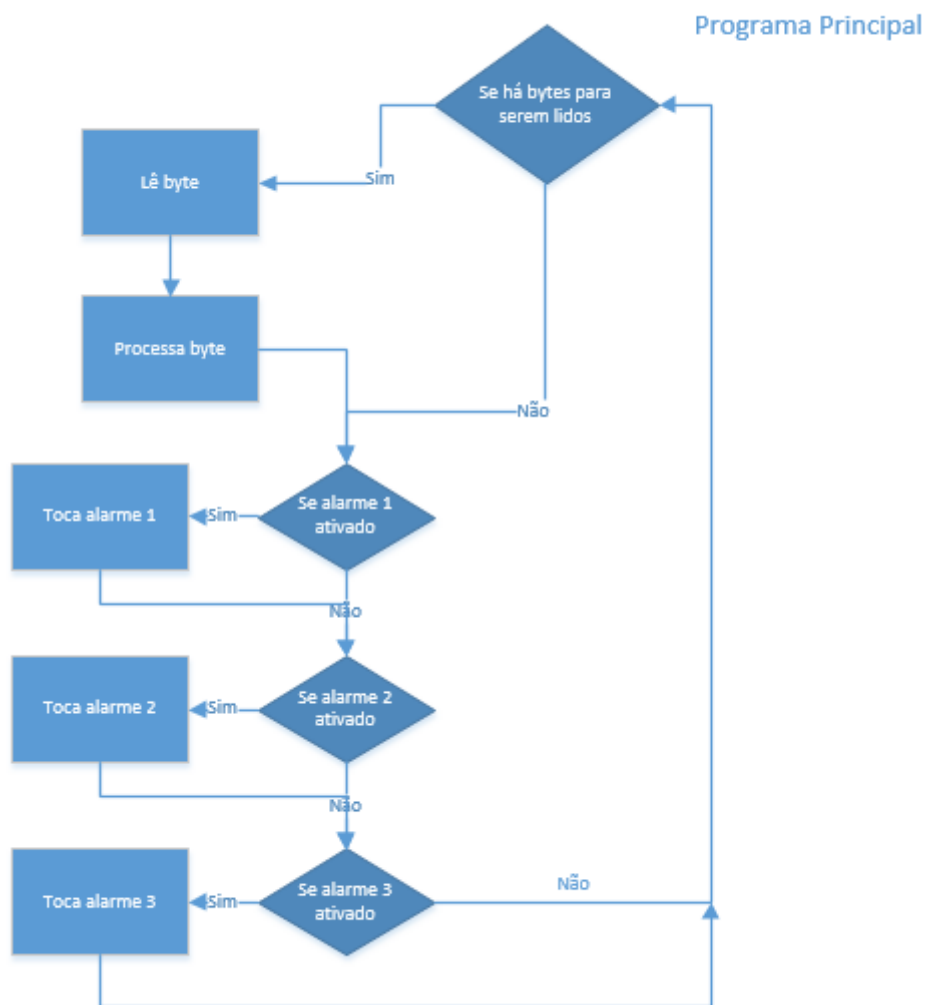 Programa Principal
Se há bytes para
serem lidos
Sim
Lê byte
Processa byte
Não
Se alarme 1
ativado
Sim
Toca alarme 1
Não
Se alarme 2
ativado
Sim
Toca alarme 2
Não
Se alarme 3
ativado
Não
Sim
Toca alarme 3